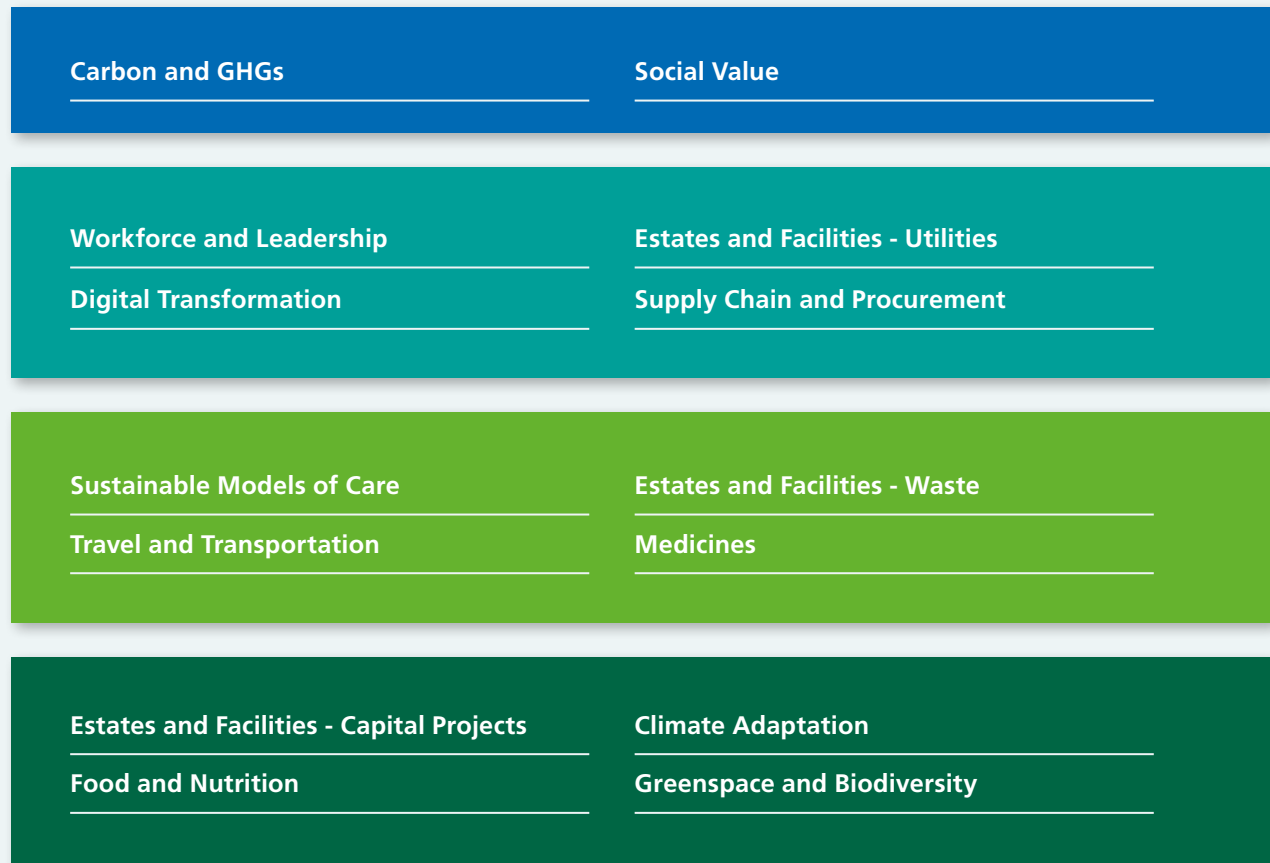 Carbon and GHGs
Social Value
Workforce and Leadership
Estates and Facilities - Utilities
Digital Transformation
Supply Chain and Procurement
Sustainable Models of Care
Estates and Facilities - Waste
Travel and Transportation
Medicines
Estates and Facilities - Capital Projects
Climate Adaptation
Food and Nutrition
Greenspace and Biodiversity